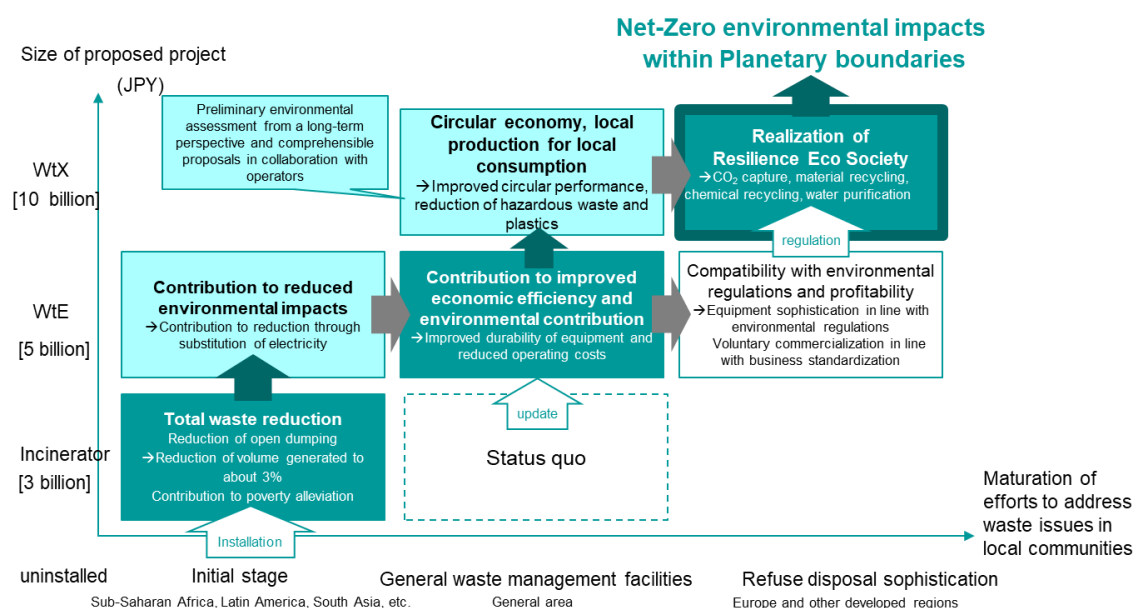 Net-Zero environmental impacts
within Planetary boundaries
Size of proposed project
(JPY)
WtX
[10 billion]
Preliminary environmental
assessment from a long-term
perspective and comprehensible
proposals in collaboration with
operators
Circular economy, local
production for local
consumption
→Improved circular performance,
reduction of hazardous waste and
plastics
Realization of
Resilience Eco Society
→CO₂ capture, material recycling,
chemical recycling, water purification
regulation
WtE
[5 billion]
Contribution to reduced
environmental impacts
→Contribution to reduction through
substitution of electricity
Contribution to improved
economic efficiency and
environmental contribution
→Improved durability of equipment and
reduced operating costs
Compatibility with environmental
regulations and profitability
→Equipment sophistication in line with
environmental regulations
Voluntary commercialization in line
with business standardization
update
Incinerator
[3 billion]
Total waste reduction
Reduction of open dumping
→Reduction of volume generated to
about 3%
Contribution to poverty alleviation
Status quo
Installation
Maturation of
efforts to address
waste issues in
local communities
uninstalled
Initial stage
Sub-Saharan Africa, Latin America, South Asia, etc.
General waste management facilities
General area
Refuse disposal sophistication
Europe and other developed regions